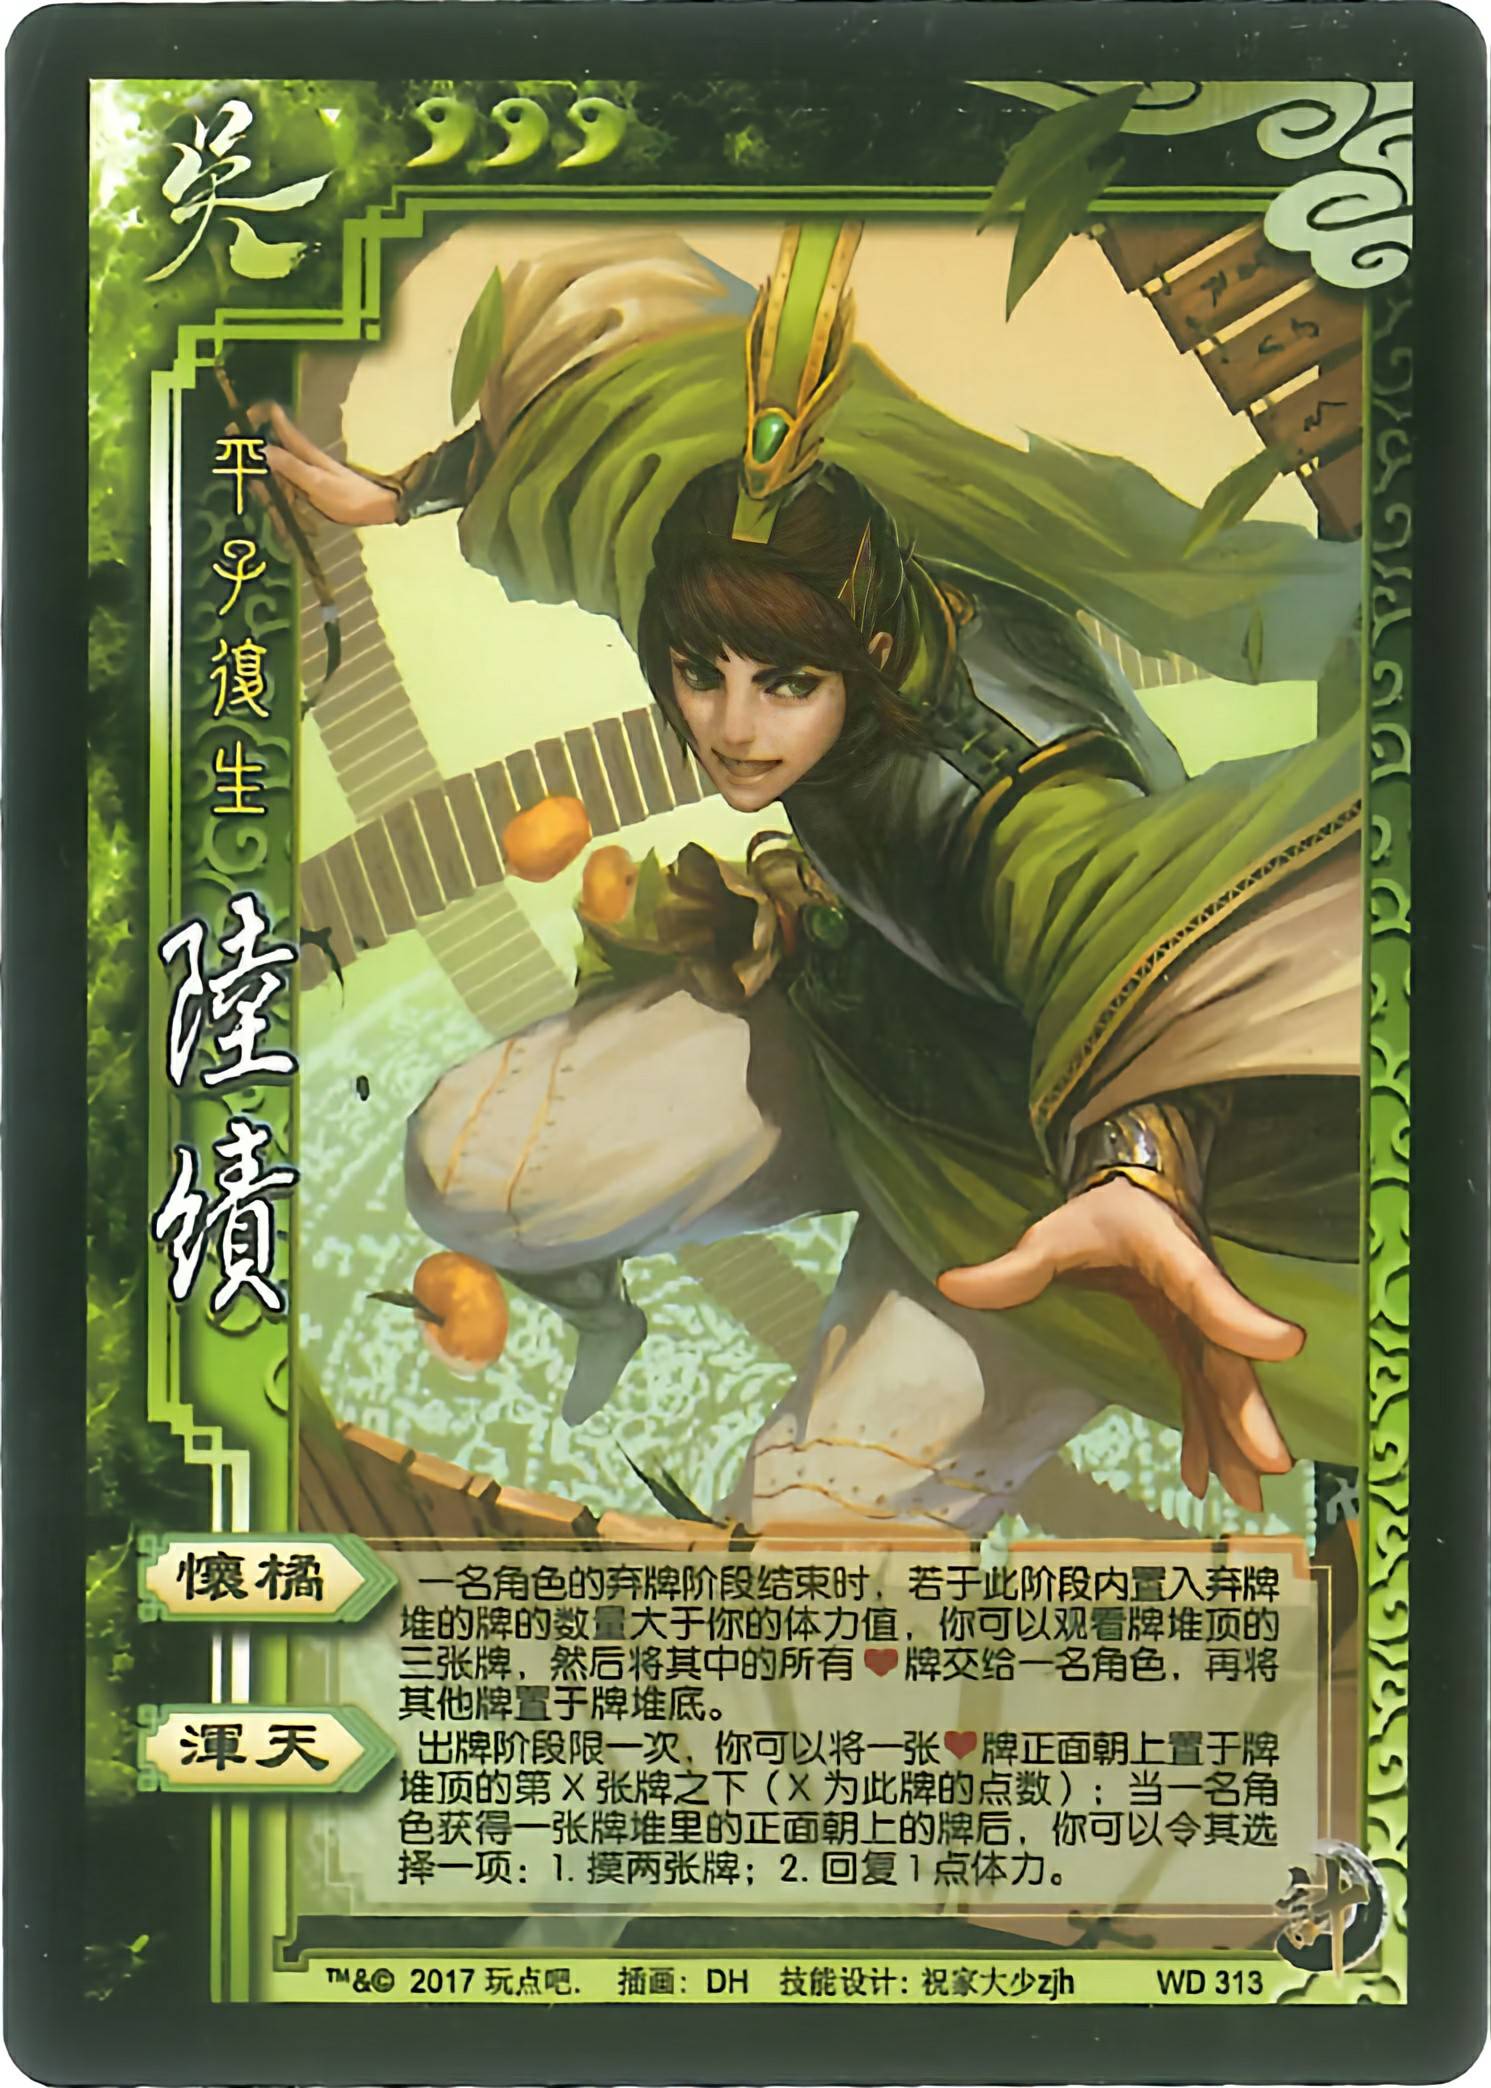 吴
平子復生
陸績
懷橘
一名角色的弃牌阶段结束时，若于此阶段内置入弃牌
堆的牌的数量大于你的体力值，你可以观看牌堆顶的
三张牌，然后将其中的所有♥牌交给一名角色，再将
其他牌置于牌堆底。
渾天
出牌阶段限一次，你可以将一张♥牌正面朝上置于牌
堆顶的第 X 张牌之下（X 为此牌的点数）；当一名角
色获得一张牌堆里的正面朝上的牌后，你可以令其选
择一项：1. 摸两张牌；2. 回复 1 点体力。
計
™&© 2017 玩点吧. 插画：DH 技能设计：祝家大少zjh WD 313